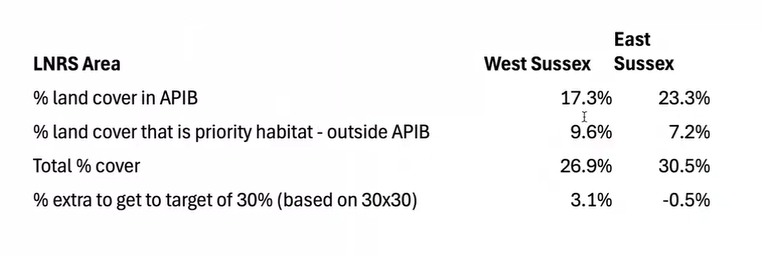 LNRS Area West Sussex East Sussex
% land cover in APIB 17.3% 23.3%
% land cover that is priority habitat - outside APIB 9.6% 7.2%
Total % cover 26.9% 30.5%
% extra to get to target of 30% (based on 30x30) 3.1% -0.5%